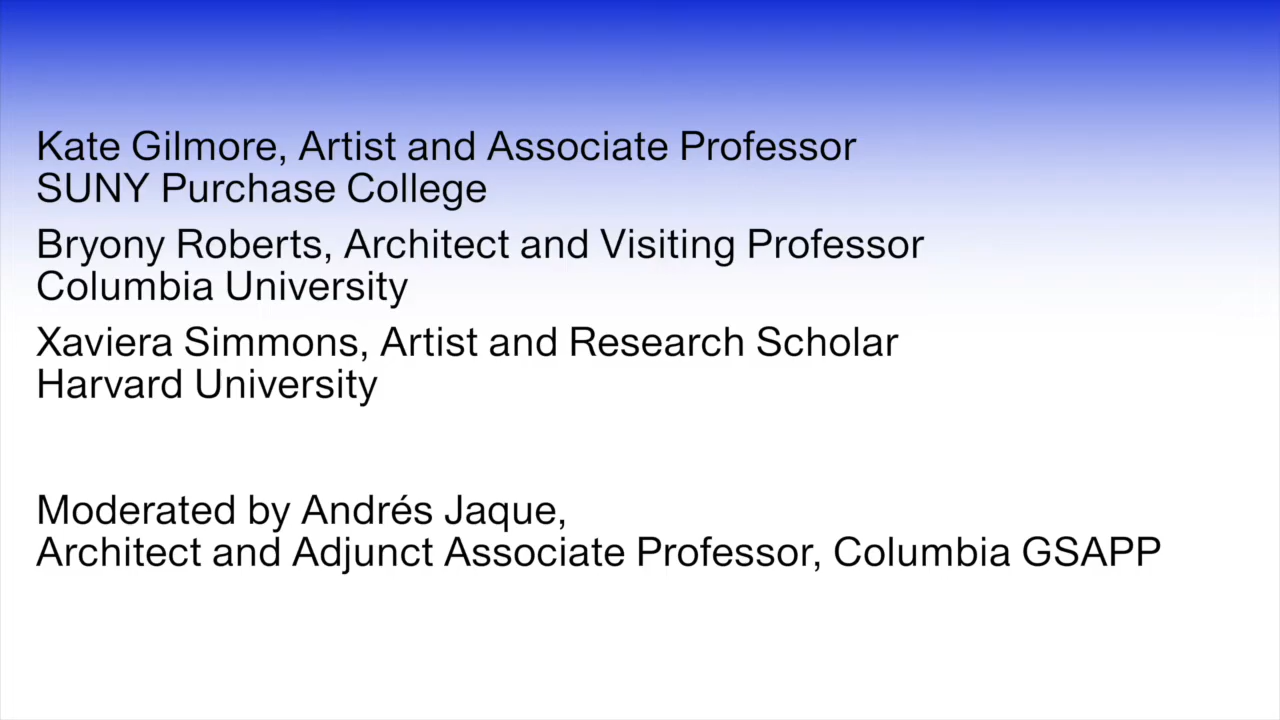 Kate Gilmore, Artist and Associate Professor
SUNY Purchase College
Bryony Roberts, Architect and Visiting Professor
Columbia University
Xaviera Simmons, Artist and Research Scholar
Harvard University
Moderated by Andrés Jaque,
Architect and Adjunct Associate Professor, Columbia GSAPP